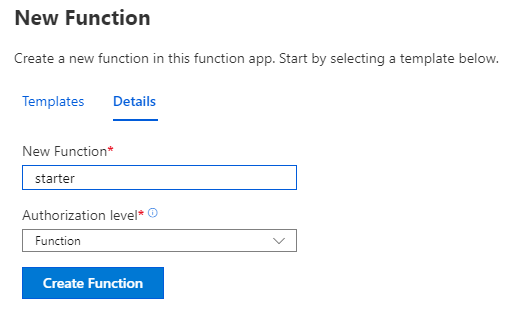 New Function
Create a new function in this function app. Start by selecting a template below.
Templates Details
New Function*
starter
Authorization level*
Function
Create Function